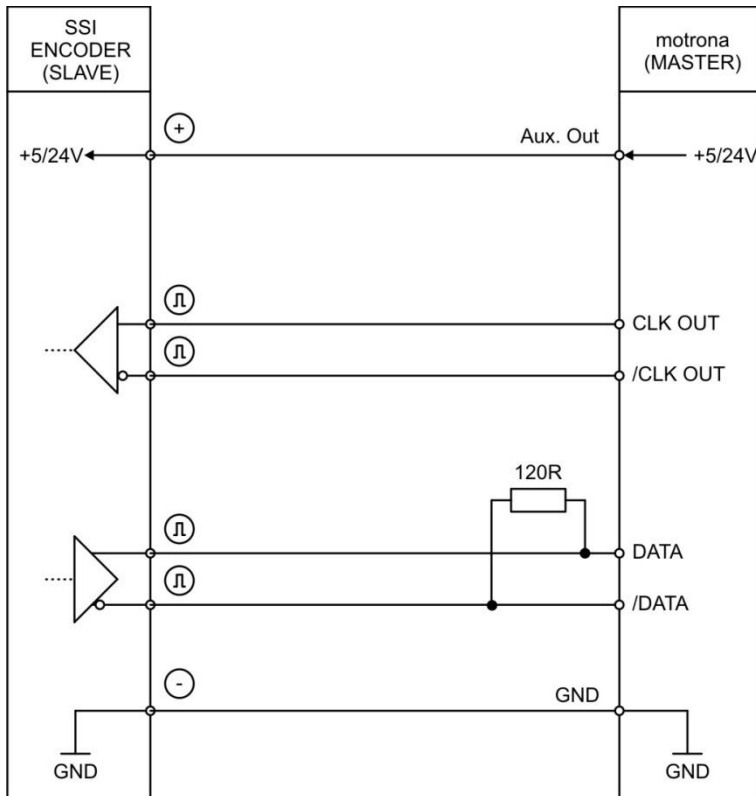 SSI
ENCODER
(SLAVE)
motrona
(MASTER)
+
Aux. Out
+5/24V
+5/24V
CLK OUT
/CLK OUT
120R
DATA
/DATA
-
GND
GND
GND